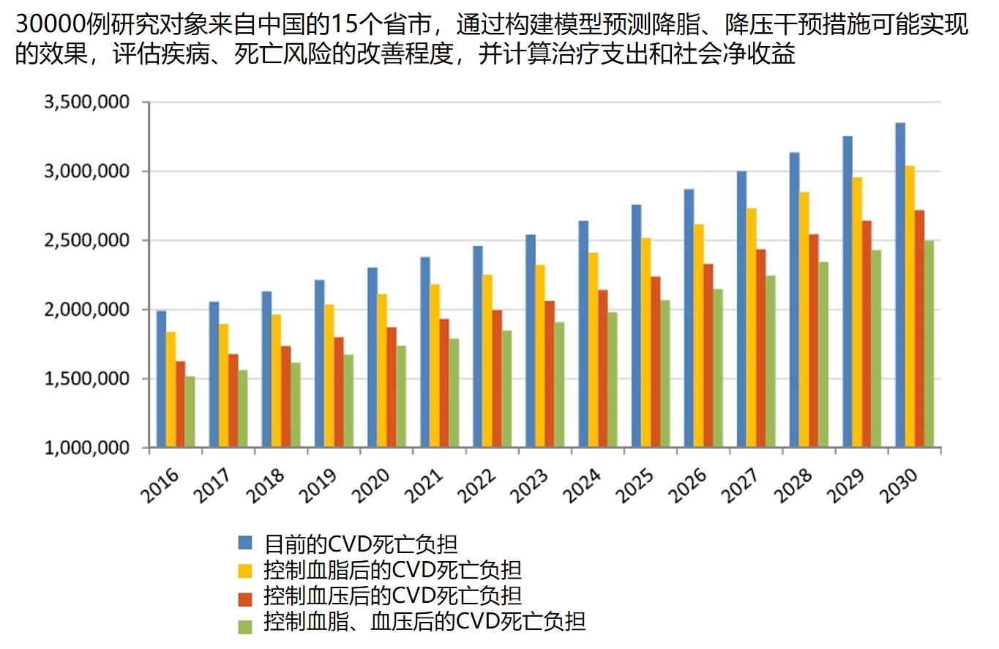 30000例研究对象来自中国的15个省市，通过构建模型预测降脂、降压干预措施可能实现
的效果，评估疾病、死亡风险的改善程度，并计算治疗支出和社会净收益
3,500,000
3,000,000
2,500,000
2,000,000
1,500,000
1,000,000
2016 2017 2018 2019 2020 2021 2022 2023 2024 2025 2026 2027 2028 2029 2030
目前的CVD死亡负担
控制血脂后的CVD死亡负担
控制血压后的CVD死亡负担
控制血脂、血压后的CVD死亡负担